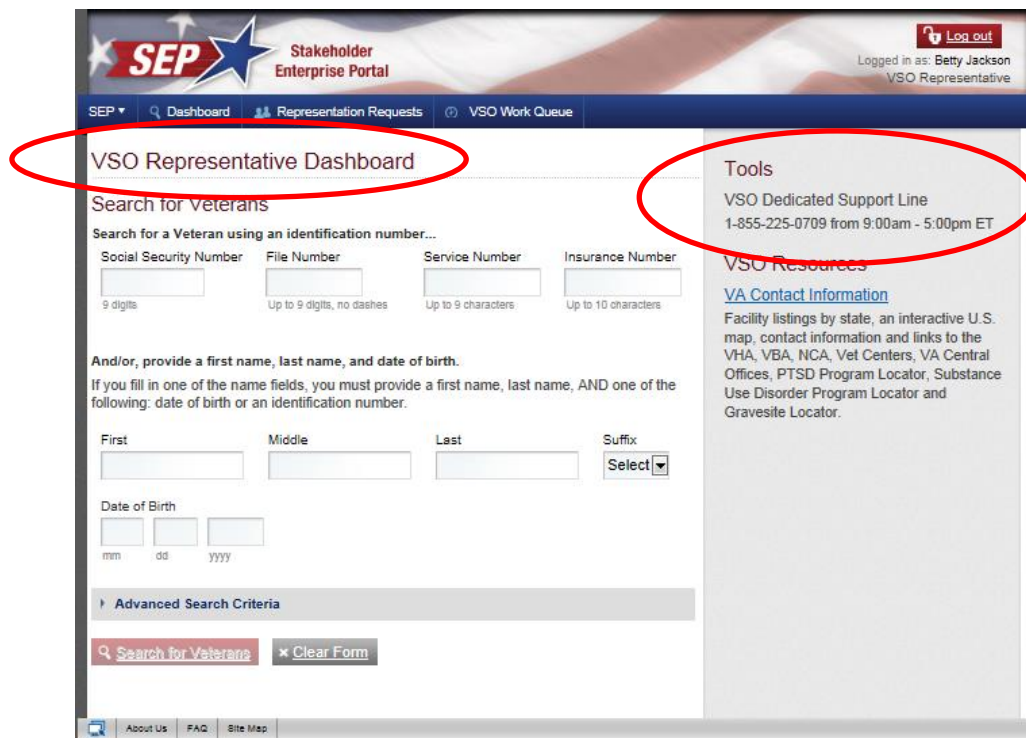 SEP
Stakeholder
Enterprise Portal
Log out
Logged in as: Betty Jackson
VSO Representative
SEP Dashboard Representation Requests VSO Work Queue
VSO Representative Dashboard
Search for Veterans
Search for a Veteran using an identification number...
Social Security Number File Number Service Number Insurance Number
9 digits Up to 9 digits, no dashes Up to 9 characters Up to 10 characters
And/or, provide a first name, last name, and date of birth.
If you fill in one of the name fields, you must provide a first name, last name, AND one of the
following: date of birth or an identification number.
First Middle Last Suffix
Select
Date of Birth
mm dd yyyy
Advanced Search Criteria
Search for Veterans × Clear Form
Tools
VSO Dedicated Support Line
1-855-225-0709 from 9:00am - 5:00pm ET
VSO Resources
VA Contact Information
Facility listings by state, an interactive U.S.
map, contact information and links to the
VHA, VBA, NCA, Vet Centers, VA Central
Offices, PTSD Program Locator, Substance
Use Disorder Program Locator and
Gravesite Locator.
About Us FAQ Site Map